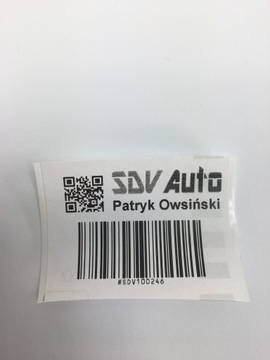 SDV Auto
Patryk Owsiński
#SDV100246